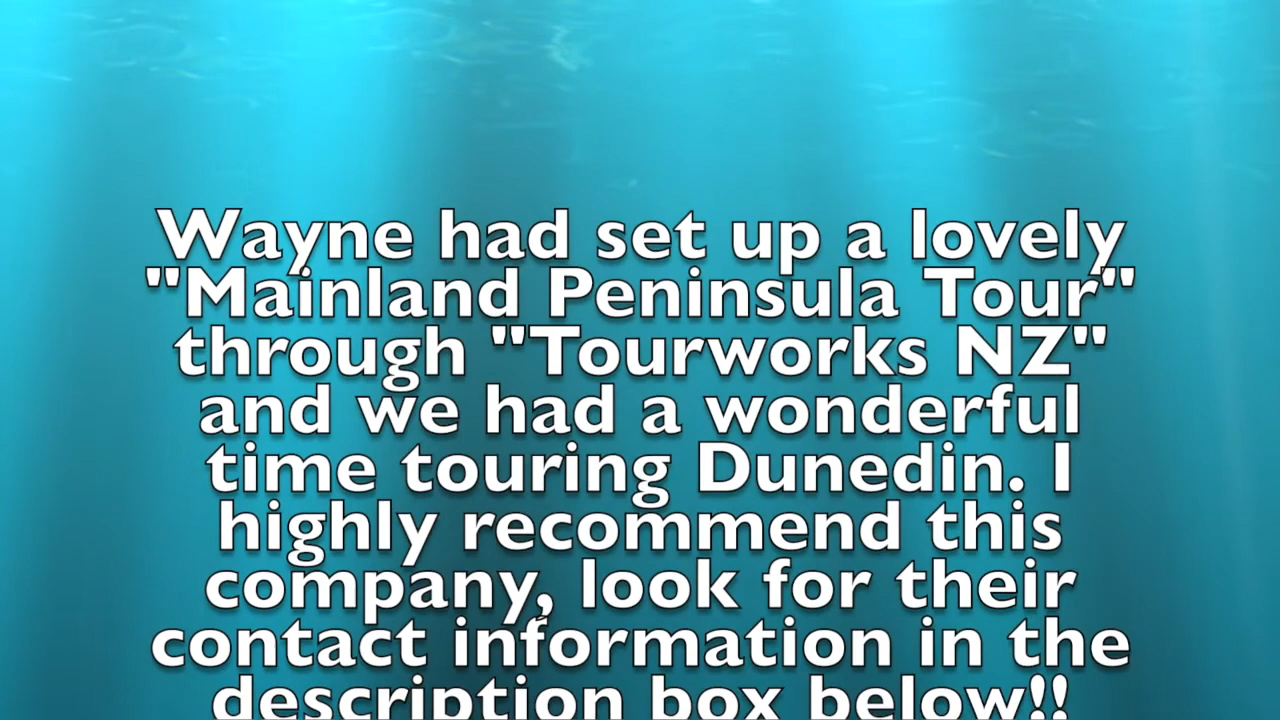 Wayne had set up a lovely
"Mainland Peninsula Tour"
through "Tourworks NZ"
and we had a wonderful
time touring Dunedin. I
highly recommend this
company, look for their
contact information in the
description box below!!